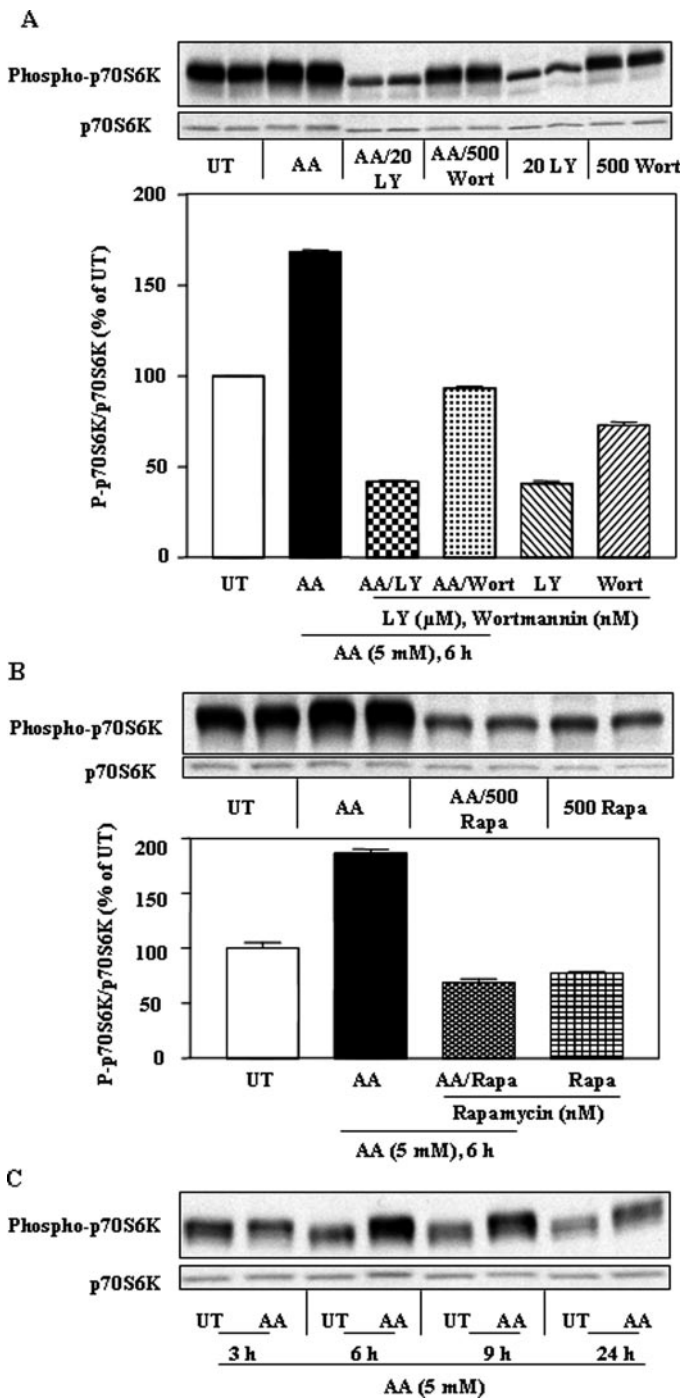 A
Phospho-p70S6K
p70S6K
UT AA AA/20 LY AA/500 Wort 20 LY 500 Wort
P-p70S6K/p70S6K (% of UT)
200
150
100
50
0
UT AA AA/LY AA/Wort LY Wort
LY (µM), Wortmannin (nM)
AA (5 mM), 6 h
B
Phospho-p70S6K
p70S6K
UT AA AA/500 Rapa 500 Rapa
P-p70S6K/p70S6K (% of UT)
200
150
100
50
0
UT AA AA/Rapa Rapa
Rapamycin (nM)
AA (5 mM), 6 h
C
Phospho-p70S6K
p70S6K
UT AA UT AA UT AA UT AA
3 h 6 h 9 h 24 h
AA (5 mM)